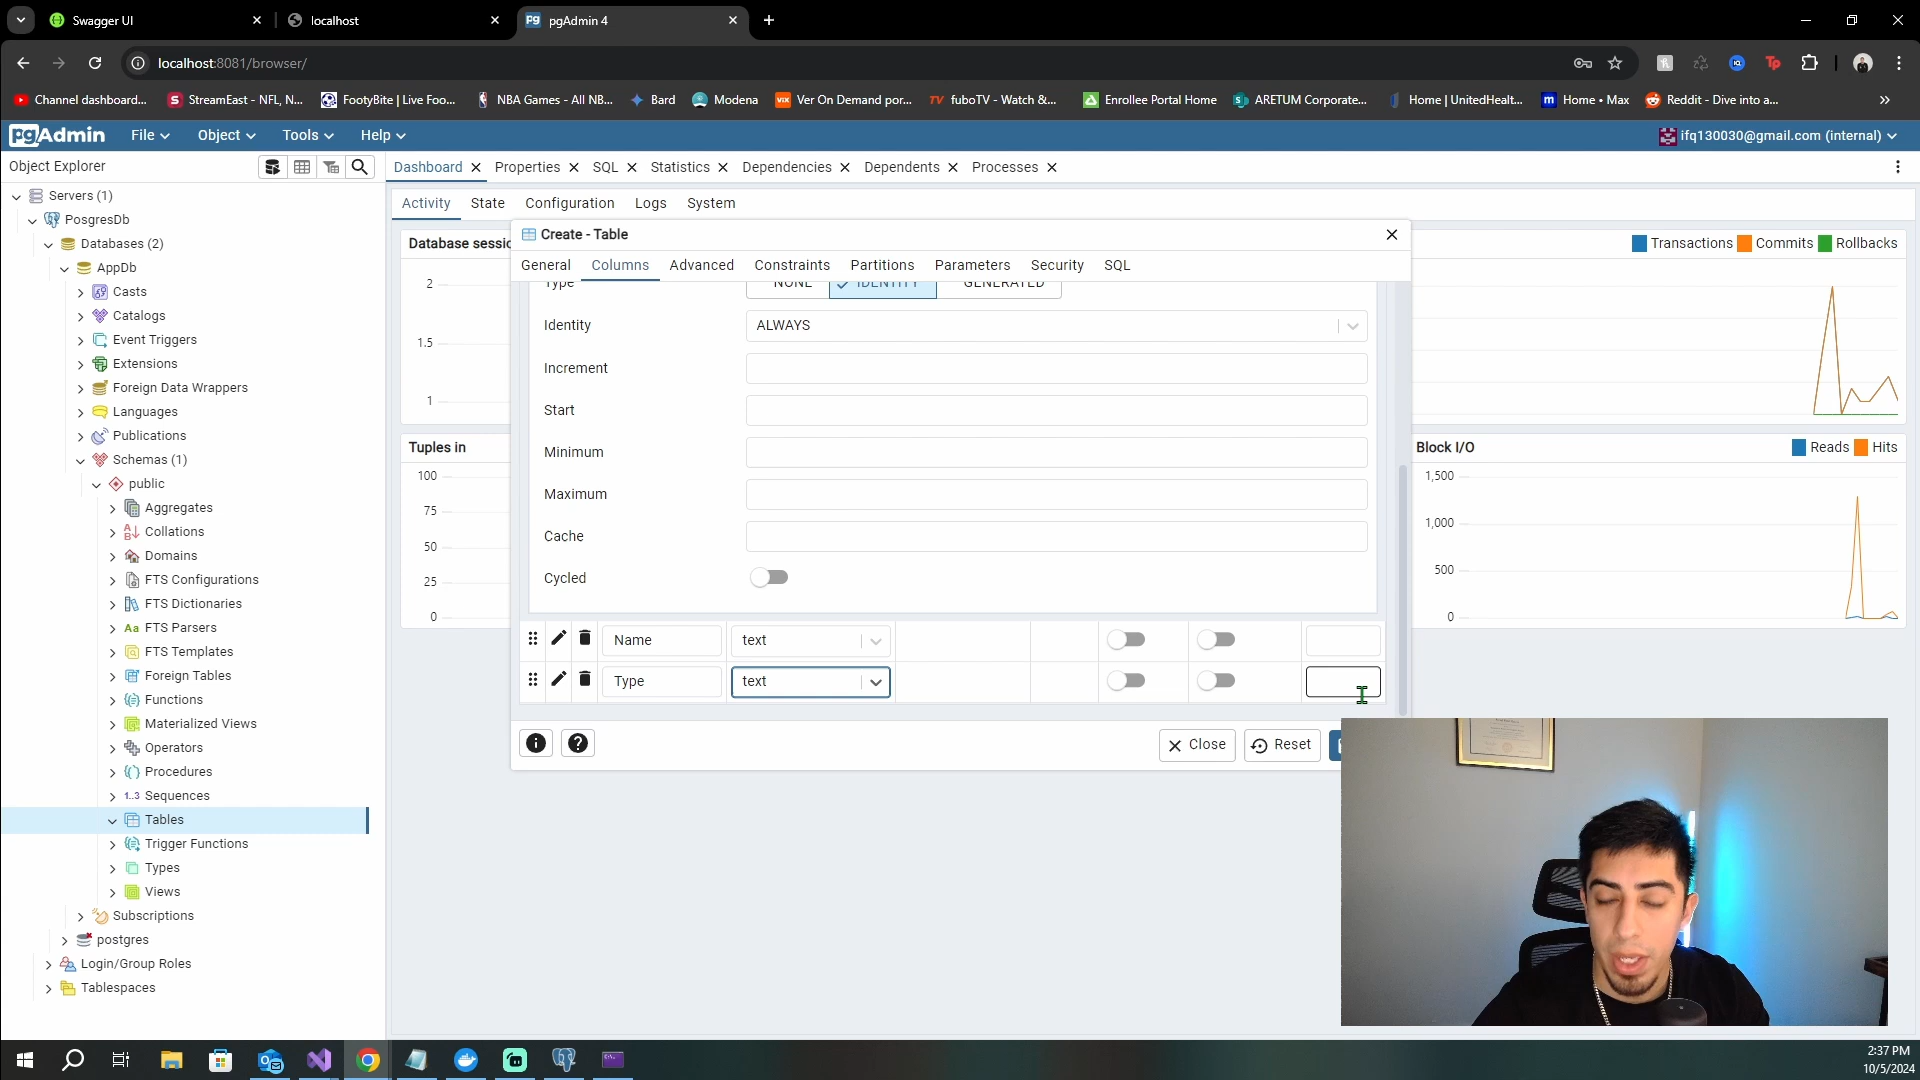 Swagger UI
localhost
pgAdmin 4
localhost:8081/browser/
Channel dashboard...
StreamEast - NFL, N...
FootyBite | Live Foo...
NBA Games - All NB...
Bard
Modena
Ver On Demand por...
fuboTV - Watch &...
Enrollee Portal Home
ARETUM Corporate...
Home | UnitedHealt...
Home • Max
Reddit - Dive into a...
pgAdmin
File
Object
Tools
Help
ifq130030@gmail.com (internal)
Object Explorer
Dashboard
Properties
SQL
Statistics
Dependencies
Dependents
Processes
Servers (1)
PosgresDb
Databases (2)
AppDb
Casts
Catalogs
Event Triggers
Extensions
Foreign Data Wrappers
Languages
Publications
Schemas (1)
public
Aggregates
Collations
Domains
FTS Configurations
FTS Dictionaries
FTS Parsers
FTS Templates
Foreign Tables
Functions
Materialized Views
Operators
Procedures
Sequences
Tables
Trigger Functions
Types
Views
Subscriptions
postgres
Login/Group Roles
Tablespaces
Activity
State
Configuration
Logs
System
Database sessio
2
1.5
1
Tuples in
100
75
50
25
0
Create - Table
General
Columns
Advanced
Constraints
Partitions
Parameters
Security
SQL
Type
NONE
IDENTITY
GENERATED
Identity
ALWAYS
Increment
Start
Minimum
Maximum
Cache
Cycled
Name
text
Type
text
Close
Reset
Transactions
Commits
Rollbacks
Block I/O
Reads
Hits
1,500
1,000
500
0
2:37 PM
10/5/2024